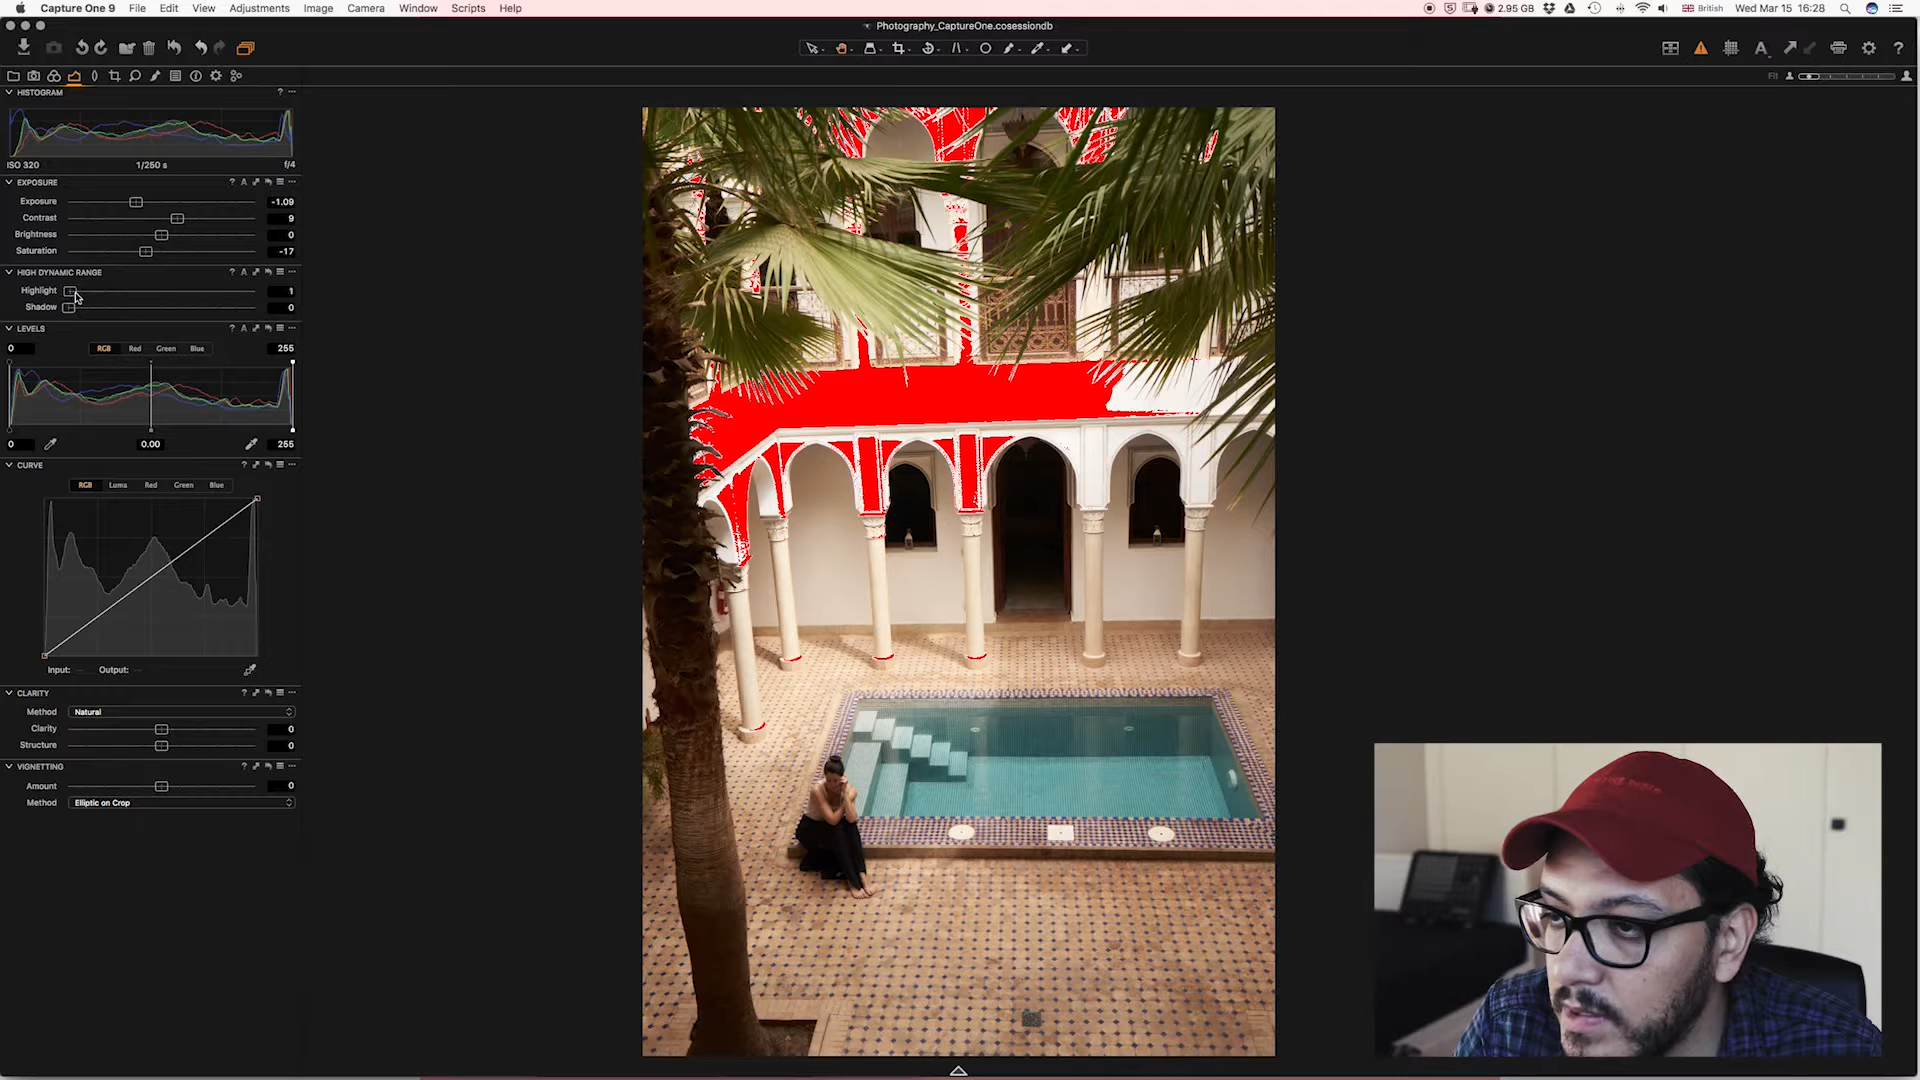 Capture One 9 File Edit View Adjustments Image Camera Window Scripts Help 2.95 GB British Wed Mar 15 16:28
Photography_CaptureOne.cosessiondb
Fit
HISTOGRAM
ISO 320 1/250 s f/4
EXPOSURE
Exposure -1.09
Contrast 9
Brightness 0
Saturation -17
HIGH DYNAMIC RANGE
Highlight 1
Shadow 0
LEVELS
0 RGB Red Green Blue 255
0 0.00 255
CURVE
RGB Luma Red Green Blue
Input: -- Output: --
CLARITY
Method Natural
Clarity 0
Structure 0
VIGNETTING
Amount 0
Method Elliptic on Crop